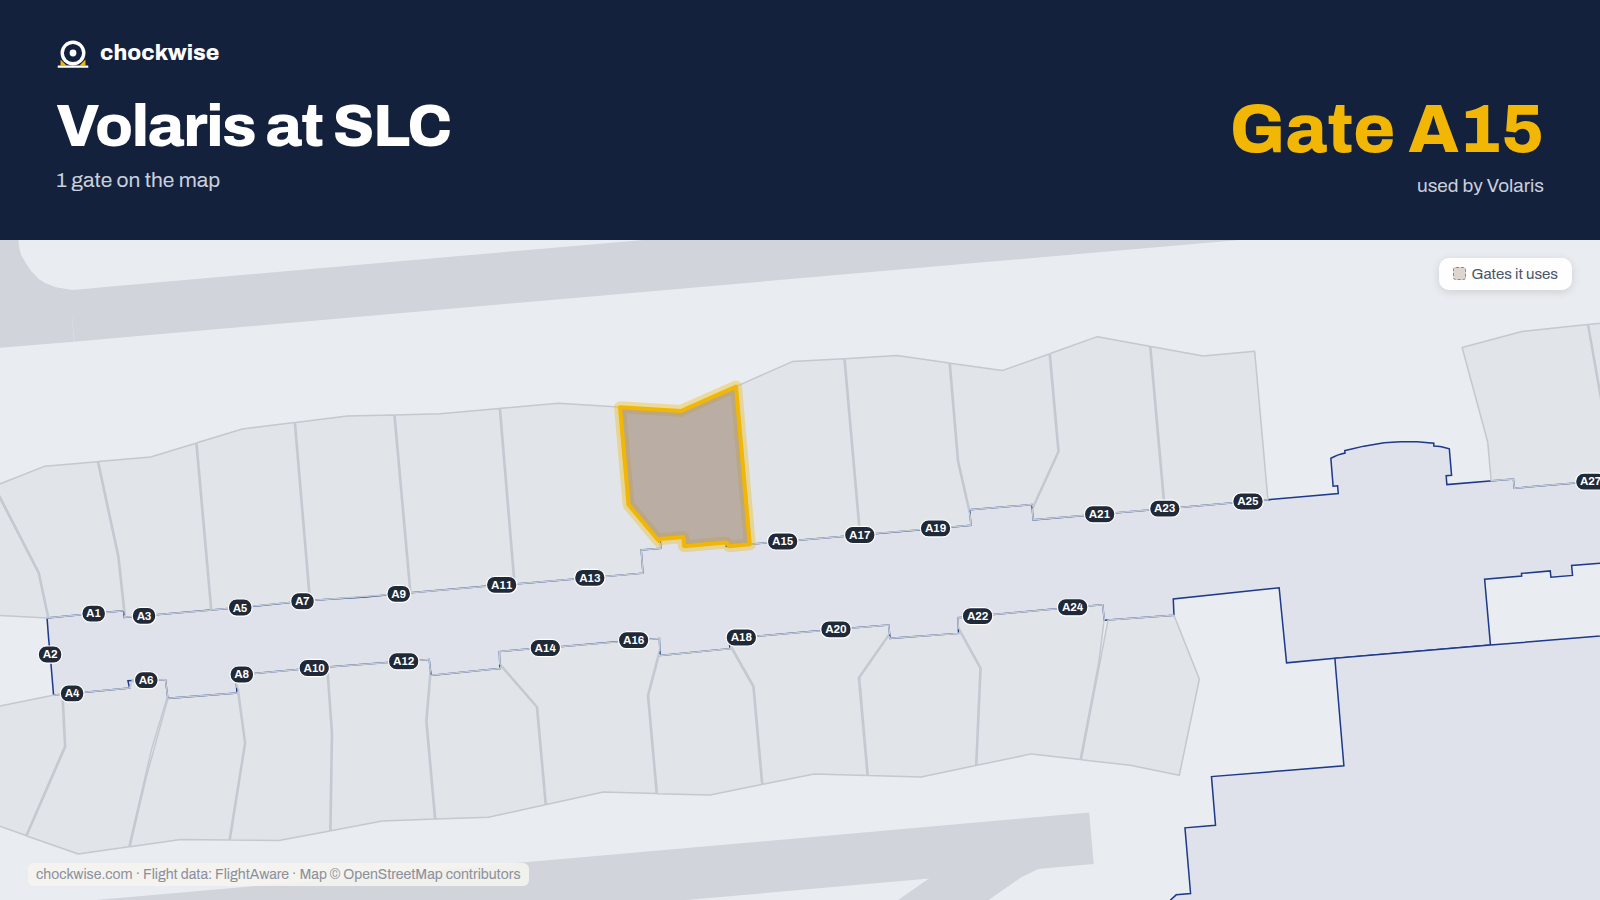 chockwise
Volaris at SLC
1 gate on the map
Gate A15
used by Volaris
Gates it uses
A27
A25
A23
A21
A19
A17
A15
A13
A11
A9
A7
A5
A3
A1
A2
A4
A6
A8
A10
A12
A14
A16
A18
A20
A22
A24
chockwise.com · Flight data: FlightAware · Map © OpenStreetMap contributors